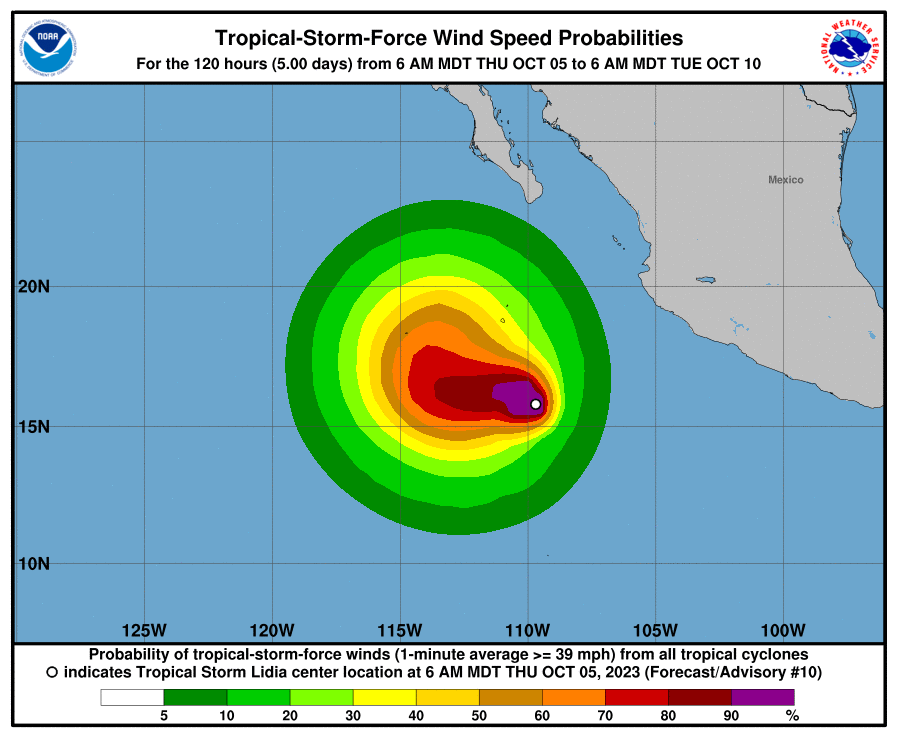 Tropical-Storm-Force Wind Speed Probabilities
For the 120 hours (5.00 days) from 6 AM MDT THU OCT 05 to 6 AM MDT TUE OCT 10
NOAA
NATIONAL WEATHER SERVICE
Mexico
20N
15N
10N
125W 120W 115W 110W 105W 100W
Probability of tropical-storm-force winds (1-minute average >= 39 mph) from all tropical cyclones
indicates Tropical Storm Lidia center location at 6 AM MDT THU OCT 05, 2023 (Forecast/Advisory #10)
5 10 20 30 40 50 60 70 80 90 %